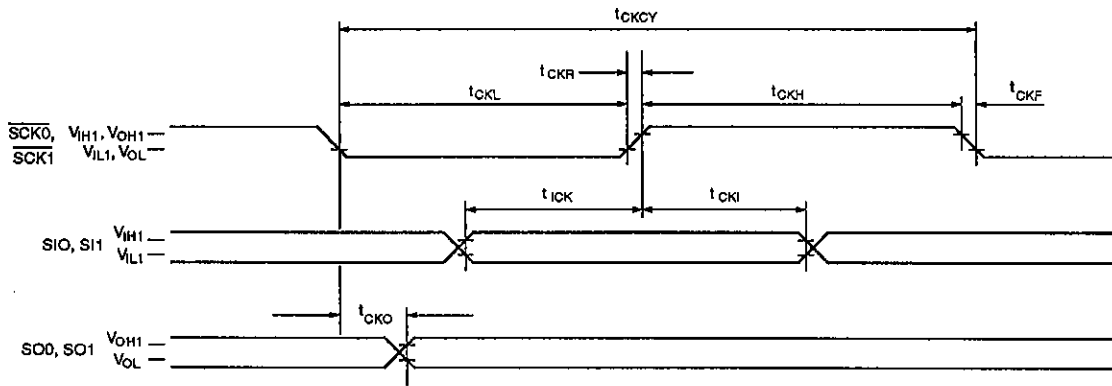 tCKCY
tCKR
tCKL
tCKH
tCKF
SCK0, VIH1, VOH1
SCK1 VIL1, VOL
tICK
tCKI
SI0, SI1 VIH1
VIL1
tCKO
SO0, SO1 VOH1
VOL